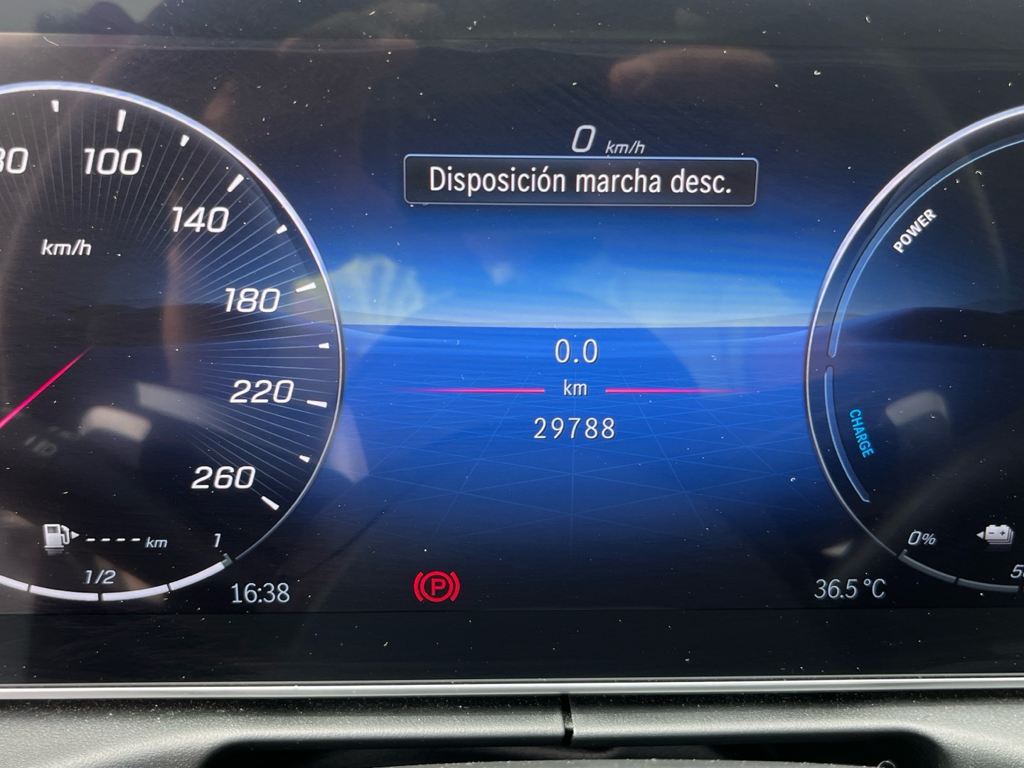 0 km/h
Disposición marcha desc.
100
140
km/h
180
220
260
0.0
km
29788
POWER
CHARGE
----- km
1/2
1
16:38
P
36.5 °C
0%